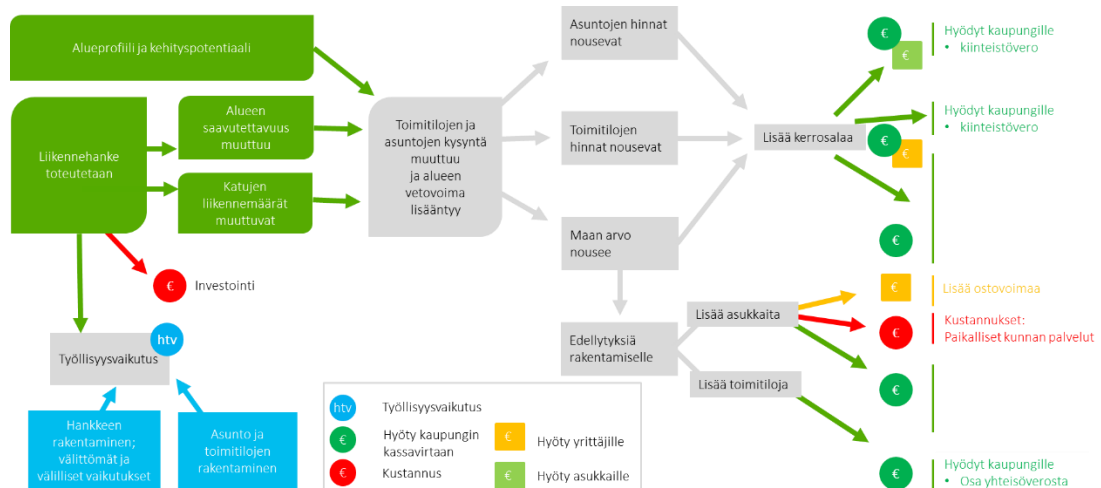 Alueprofiili ja kehityspotentiaali
Liikennehanke
toteutetaan
Alueen
saavutettavuus
muuttuu
Katujen
liikennemäärät
muuttuvat
€
Investointi
htv
Työllisyysvaikutus
Hankkeen
rakentaminen;
välittömät ja
välilliset vaikutukset
Asunto ja
toimitilojen
rakentaminen
Toimitilojen ja
asuntojen kysyntä
muuttuu
ja alueen
vetovoima
lisääntyy
Asuntojen hinnat
nousevat
Toimitilojen
hinnat nousevat
Maan arvo
nousee
Edellytyksiä
rakentamiselle
Lisää kerrosalaa
Lisää asukkaita
Lisää toimitiloja
€
€
Hyödyt kaupungille
• kiinteistövero
Hyödyt kaupungille
• kiinteistövero
€
€
€
€
Lisää ostovoimaa
€
Kustannukset:
Paikalliset kunnan palvelut
€
€
Hyödyt kaupungille
• Osa yhteisöverosta
htv
Työllisyysvaikutus
€
Hyöty kaupungin
kassavirtaan
€
Kustannus
€
Hyöty yrittäjille
€
Hyöty asukkaille